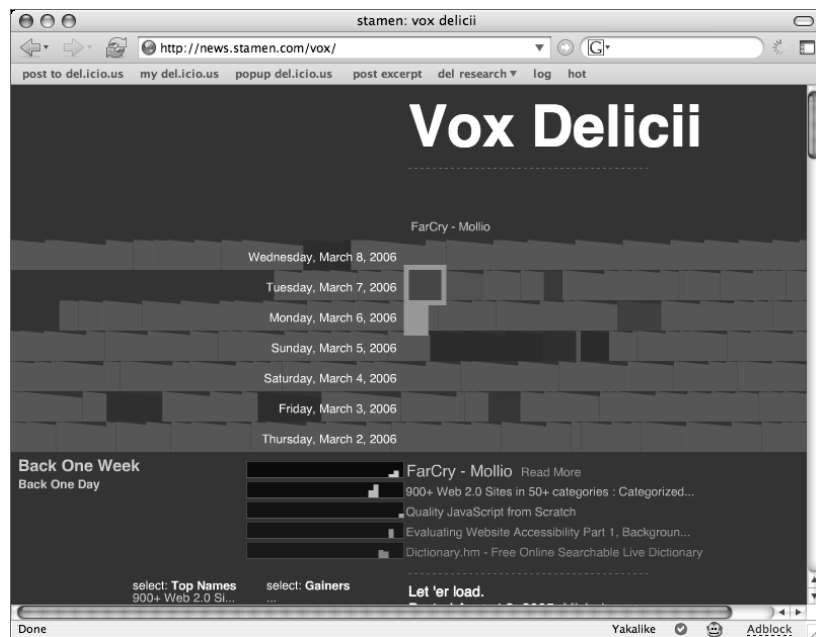 stamen: vox delicii
http://news.stamen.com/vox/
G
post to del.icio.us my del.icio.us popup del.icio.us post excerpt del research log hot
Vox Delicii
FarCry - Mollio
Wednesday, March 8, 2006
Tuesday, March 7, 2006
Monday, March 6, 2006
Sunday, March 5, 2006
Saturday, March 4, 2006
Friday, March 3, 2006
Thursday, March 2, 2006
Back One Week
Back One Day
FarCry - Mollio Read More
900+ Web 2.0 Sites in 50+ categories : Categorized...
Quality JavaScript from Scratch
Evaluating Website Accessibility Part 1, Backgroun...
Dictionary.hm - Free Online Searchable Live Dictionary
select: Top Names select: Gainers
900+ Web 2.0 Si... ...
Let 'er load.
Done Yakalike Adblock